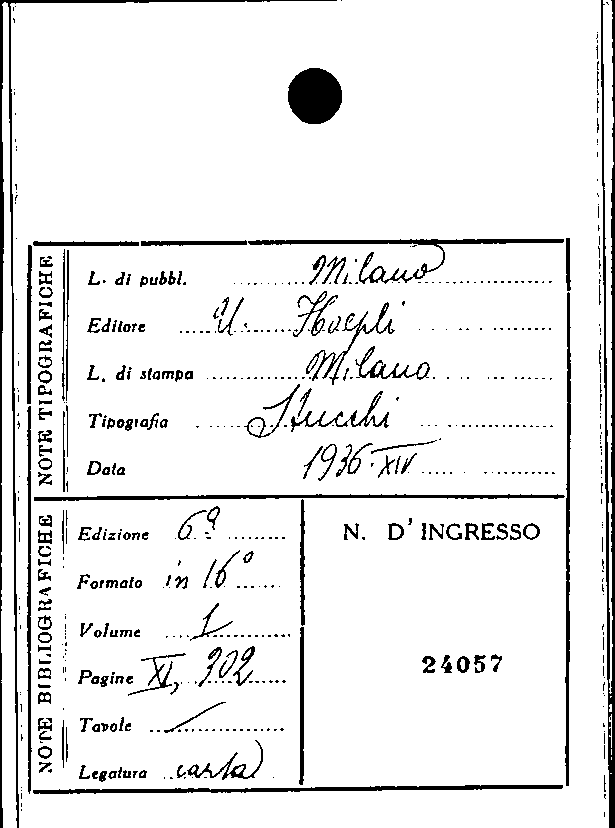 NOTE TIPOGRAFICHE
L. di pubbl. Milano
Editore U. Hoepli
L. di stampa Milano
Tipografia Stucchi
Data 1936-XIV
NOTE BIBLIOGRAFICHE
Edizione 6ª
Formato in 16°
Volume 1
Pagine XI, 302
Tavole /
Legatura carta
N. D'INGRESSO
24057